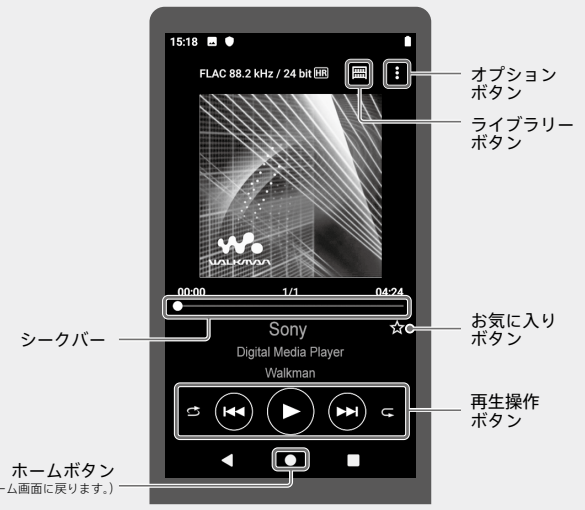 15:18
FLAC 88.2 kHz / 24 bit HR
オプション
ボタン
ライブラリー
ボタン
WALKMAN
00:00 1/1 04:24
シークバー
Sony
お気に入り
ボタン
Digital Media Player
Walkman
再生操作
ボタン
ホームボタン
ーム画面に戻ります。)